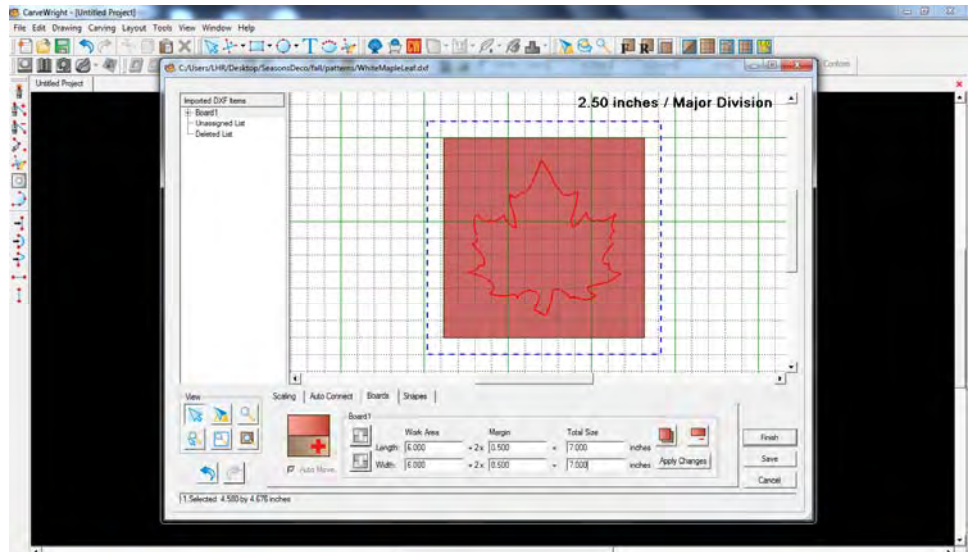 CarveWright - [Untitled Project]
File Edit Drawing Carving Layout Tools View Window Help
Conform
Untitled Project
C:/Users/LHR/Desktop/SeasonsDeco/fall/patterns/WhiteMapleLeaf.dxf
Imported DXF Items
Board1
Unassigned List
Deleted List
2.50 inches / Major Division
View
Scaling Auto Connect Boards Shapes
Board1
Work Area Margin Total Size
Length: 6.000 + 2x 0.500 = 7.000 inches
Width: 6.000 + 2x 0.500 = 7.000 inches
Auto Move
Apply Changes
Finish
Save
Cancel
1 Selected: 4.580 by 4.676 inches